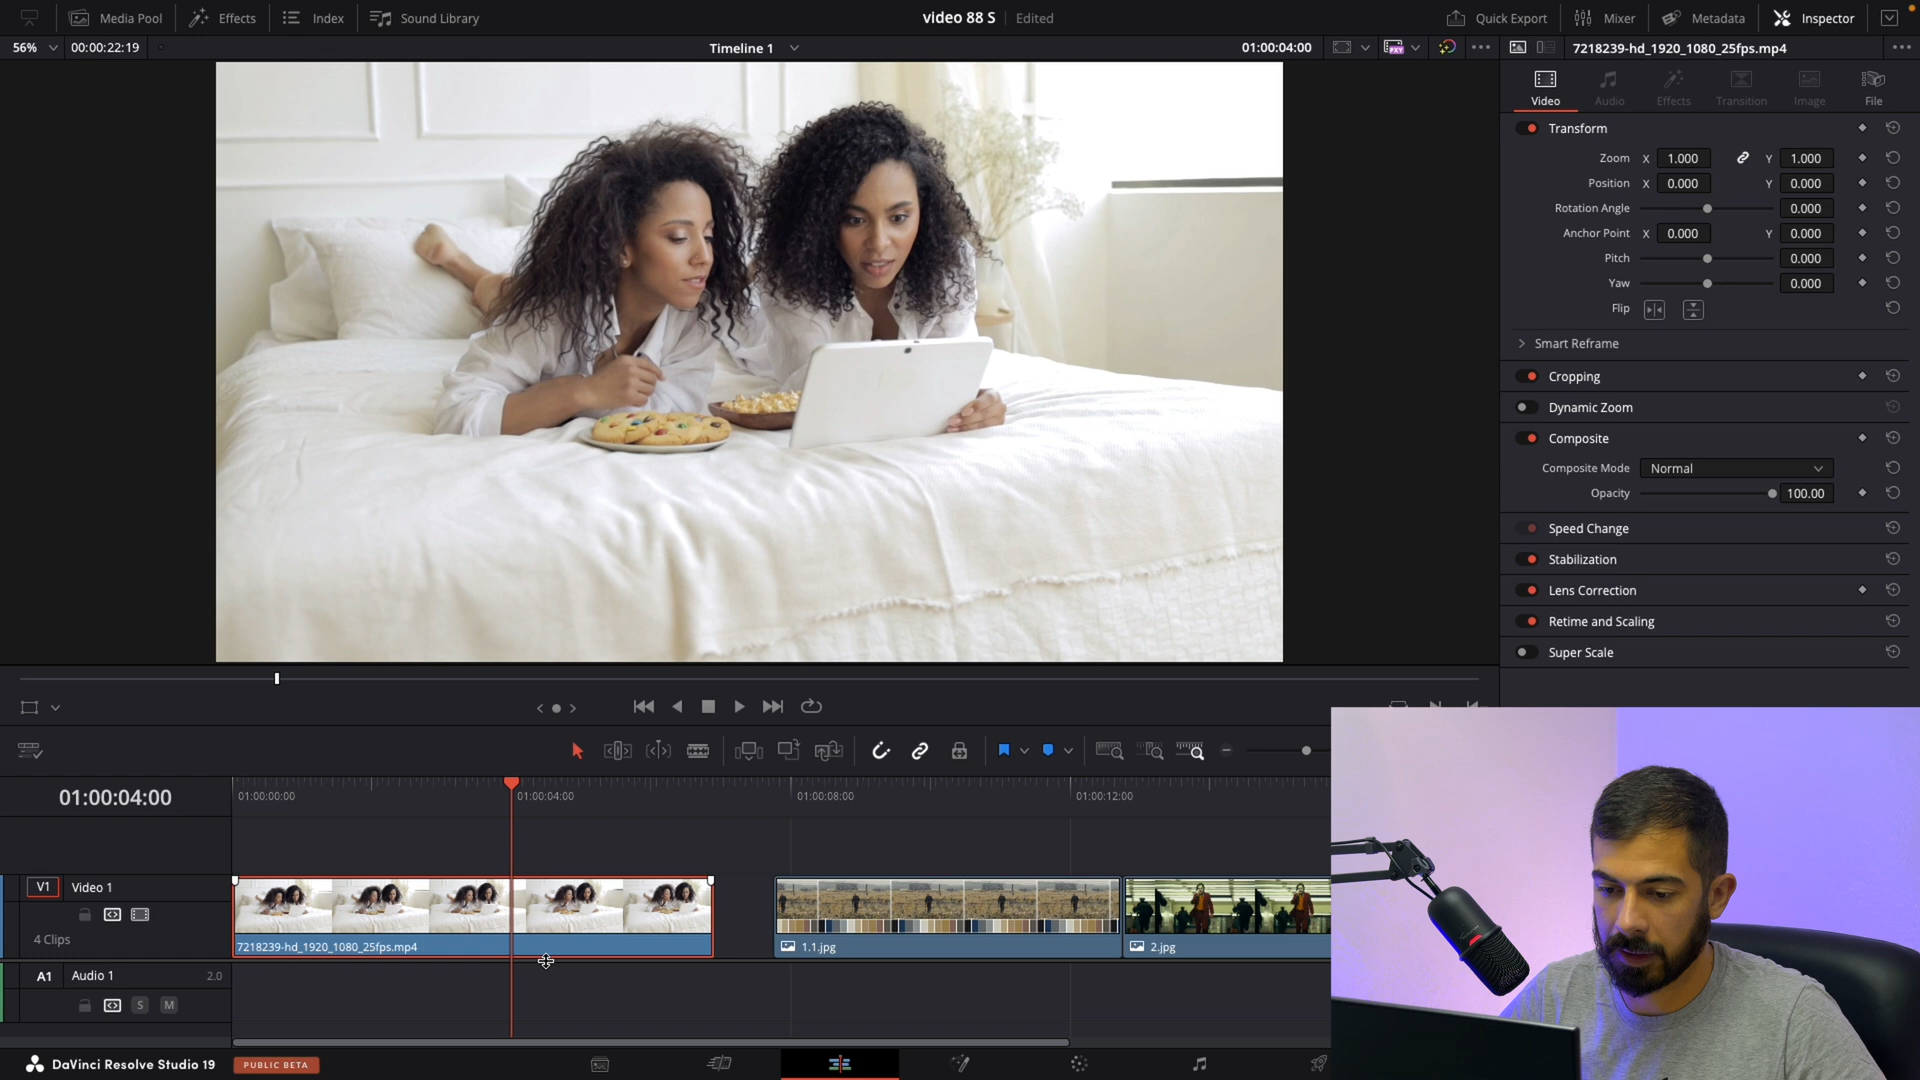 Media Pool Effects Index Sound Library video 88 S Edited Quick Export Mixer Metadata Inspector
56% 00:00:22:19 Timeline 1 01:00:04:00 7218239-hd_1920_1080_25fps.mp4
Video Audio Effects Transition Image File
Transform
Zoom X 1.000 Y 1.000
Position X 0.000 Y 0.000
Rotation Angle 0.000
Anchor Point X 0.000 Y 0.000
Pitch 0.000
Yaw 0.000
Flip
Smart Reframe
Cropping
Dynamic Zoom
Composite
Composite Mode Normal
Opacity 100.00
Speed Change
Stabilization
Lens Correction
Retime and Scaling
Super Scale
01:00:04:00 01:00:00:00 01:00:04:00 01:00:08:00 01:00:12:00
V1 Video 1
4 Clips
7218239-hd_1920_1080_25fps.mp4 1.1.jpg 2.jpg
A1 Audio 1 2.0
S M
DaVinci Resolve Studio 19 PUBLIC BETA